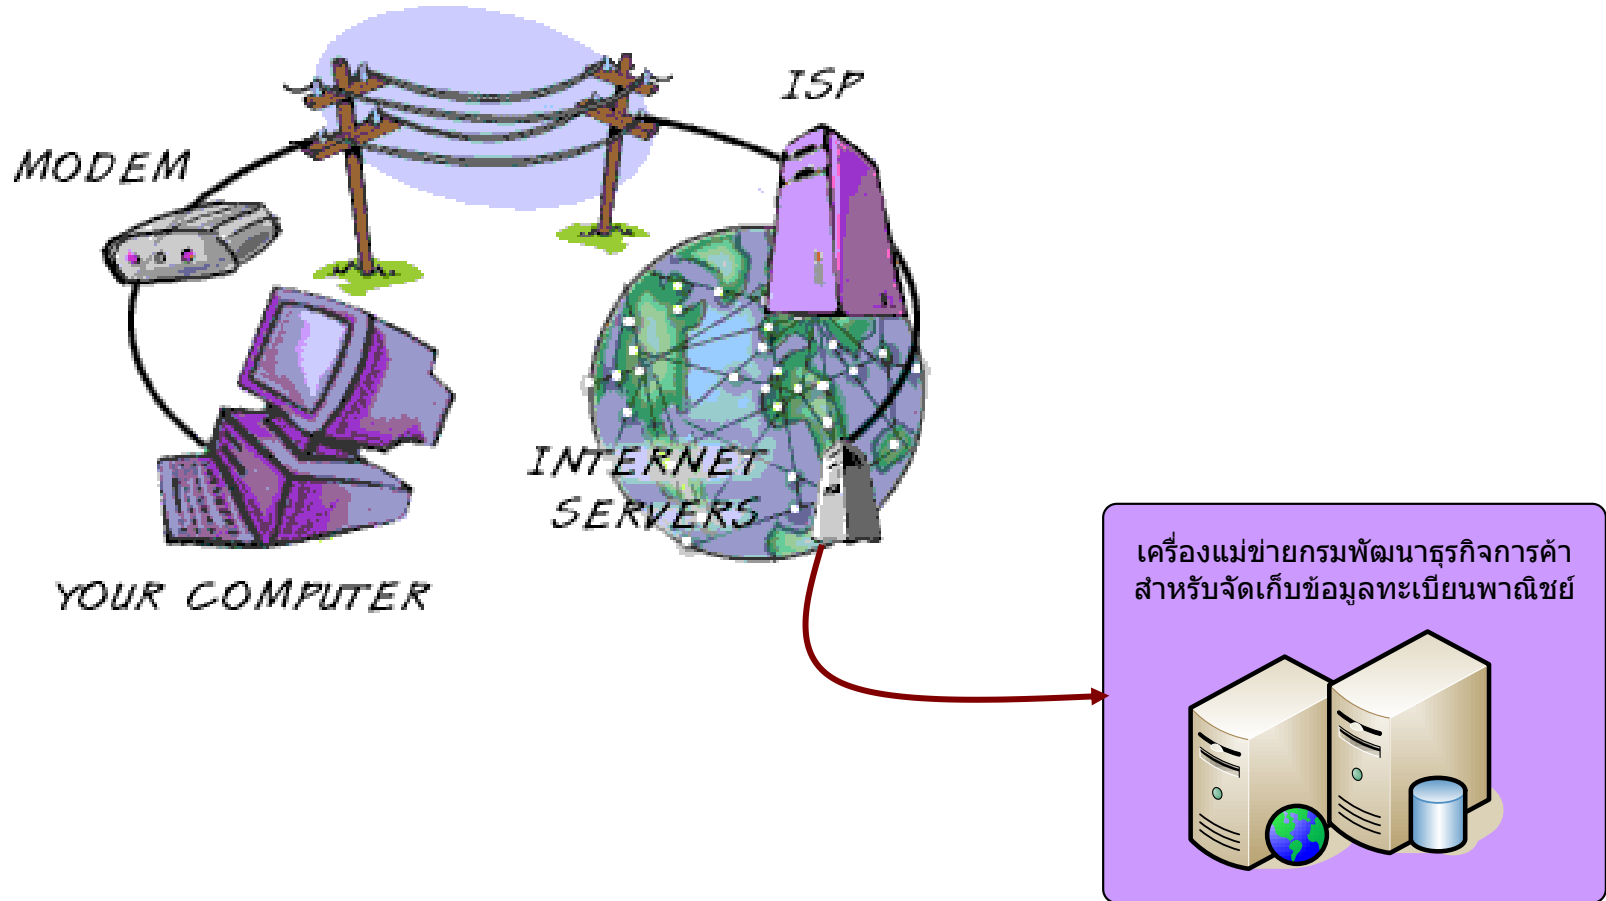 ISP
MODEM
INTERNET
SERVERS
YOUR COMPUTER
เครื่องแม่ข่ายกรมพัฒนาธุรกิจการค้า
สำหรับจัดเก็บข้อมูลทะเบียนพาณิชย์